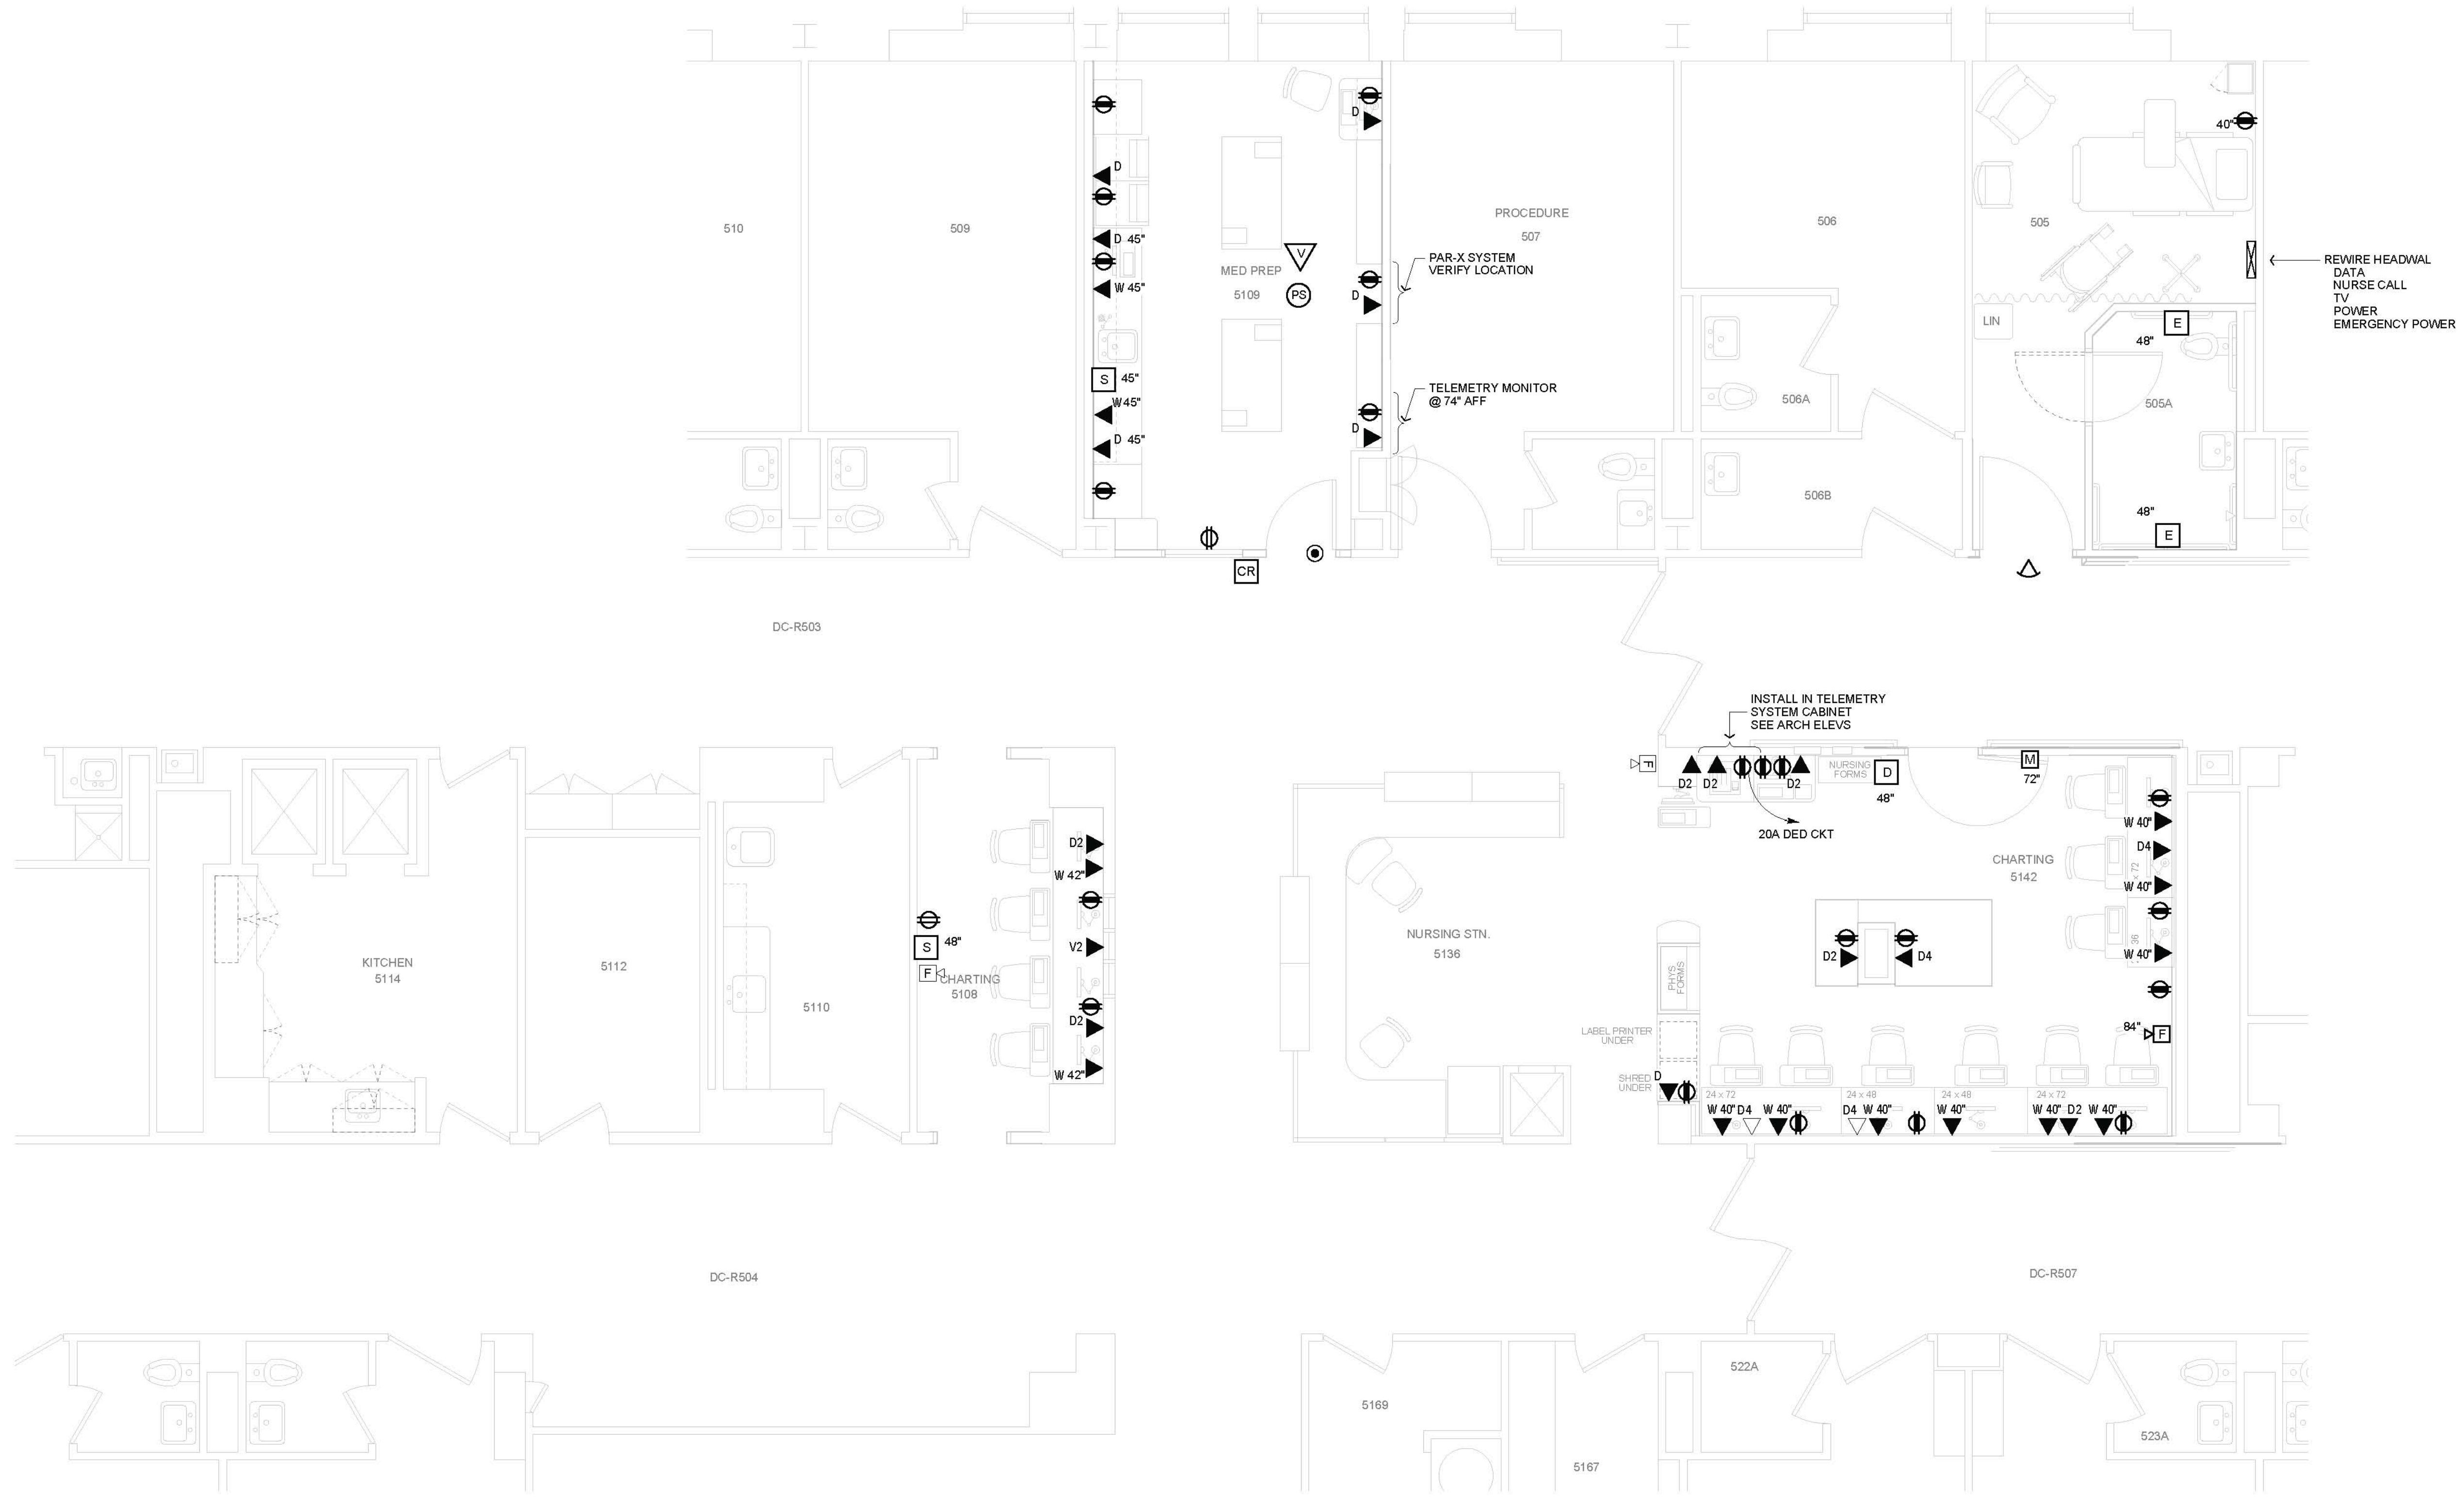 510
509
MED PREP
5109
V
PS
D
D
D 45"
W 45"
S 45"
W 45"
D 45"
D
D
CR
PROCEDURE
507
PAR-X SYSTEM
VERIFY LOCATION
TELEMETRY MONITOR
@ 74" AFF
506
506A
506B
505
40"
LIN
E
48"
505A
48"
E
REWIRE HEADWAL
DATA
NURSE CALL
TV
POWER
EMERGENCY POWER
DC-R503
INSTALL IN TELEMETRY
SYSTEM CABINET
SEE ARCH ELEVS
F
D2 D2 D2
20A DED CKT
NURSING
FORMS
D
48"
M
72"
KITCHEN
5114
5112
5110
S 48"
F
CHARTING
5108
D2
W 42"
V2
D2
W 42"
NURSING STN.
5136
PHYS
FORMS
LABEL PRINTER
UNDER
SHRED
UNDER
D
CHARTING
5142
W 40"
D4
x 72
W 40"
36
W 40"
84"
F
D2
D4
24 x 72
24 x 48
24 x 48
24 x 72
W 40" D4 W 40" D4 W 40" W 40" W 40" D2 W 40"
DC-R504
DC-R507
5169
5167
522A
523A